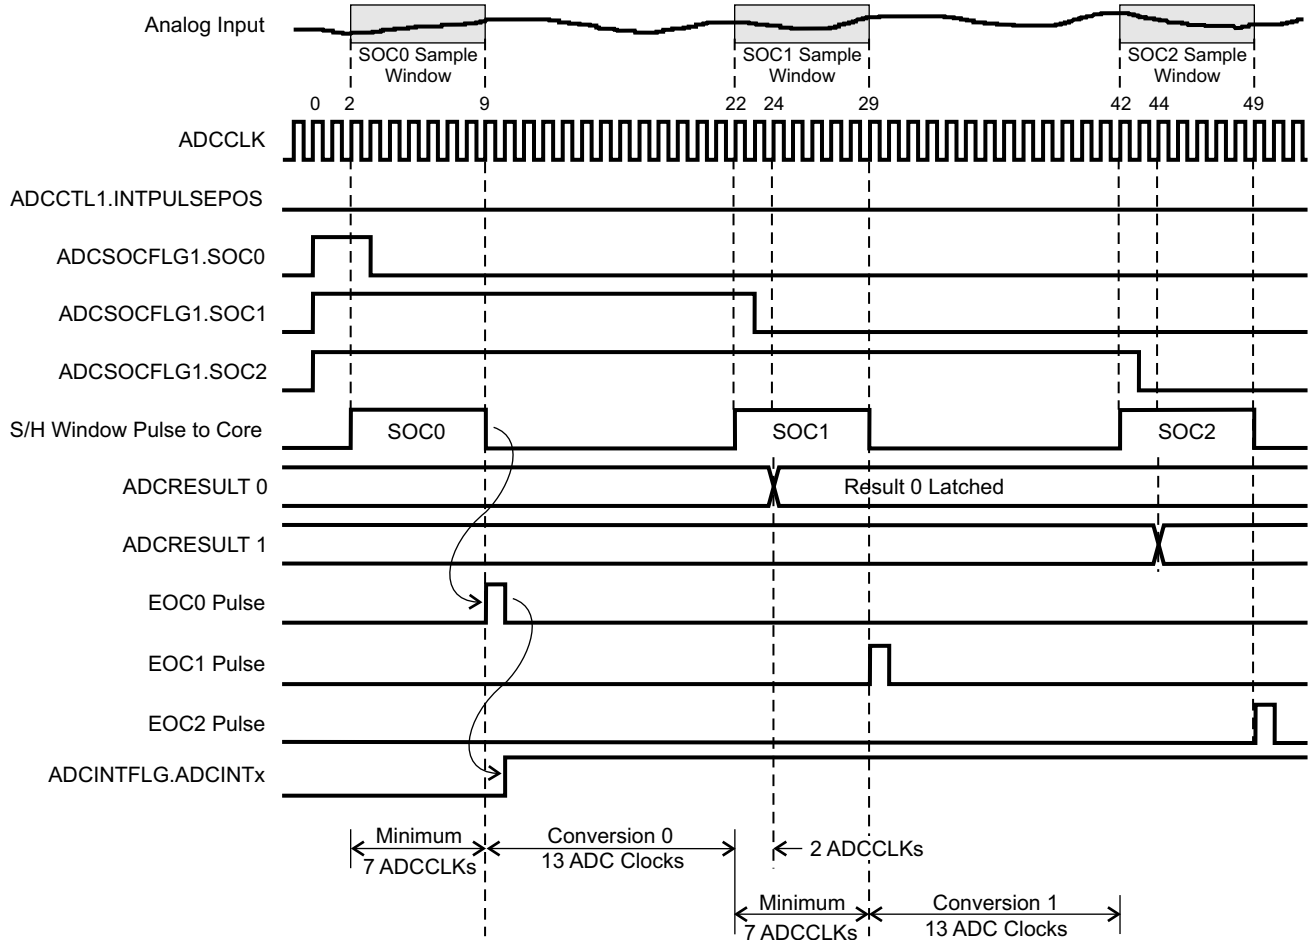 Analog Input
SOC0 Sample
Window
SOC1 Sample
Window
SOC2 Sample
Window
0 2 9 22 24 29 42 44 49
ADCCLK
ADCCTL1.INTPULSEPOS
ADCSOCFLG1.SOC0
ADCSOCFLG1.SOC1
ADCSOCFLG1.SOC2
S/H Window Pulse to Core SOC0 SOC1 SOC2
ADCRESULT 0 Result 0 Latched
ADCRESULT 1
EOC0 Pulse
EOC1 Pulse
EOC2 Pulse
ADCINTFLG.ADCINTx
Minimum
7 ADCCLKs
Conversion 0
13 ADC Clocks
2 ADCCLKs
Minimum
7 ADCCLKs
Conversion 1
13 ADC Clocks